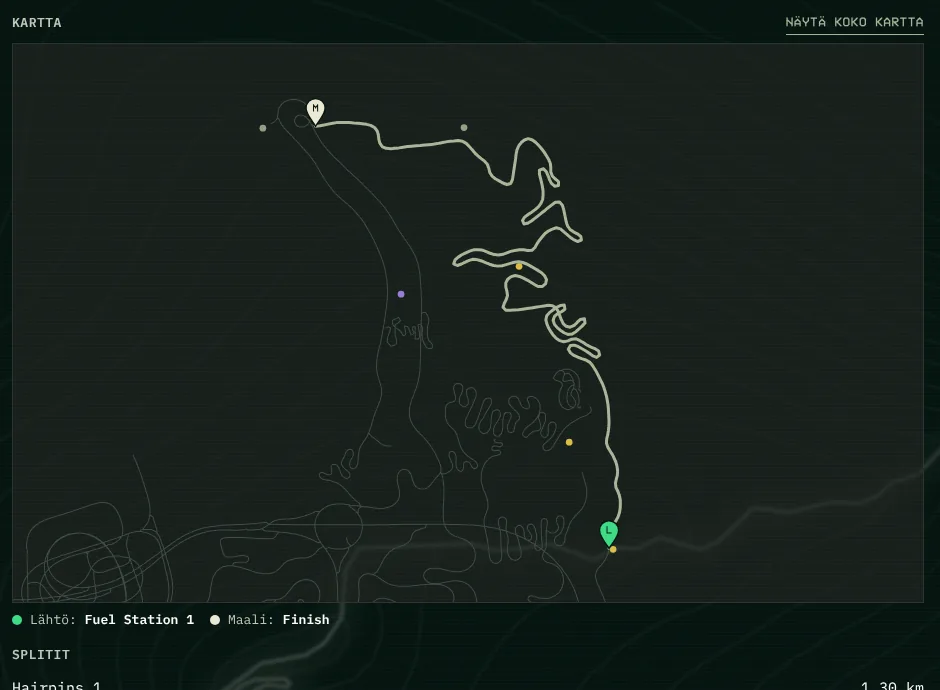 KARTTA
NÄYTÄ KOKO KARTTA
M
L
Lähtö: Fuel Station 1
Maali: Finish
SPLITIT
Hairpins 1
1.30 km